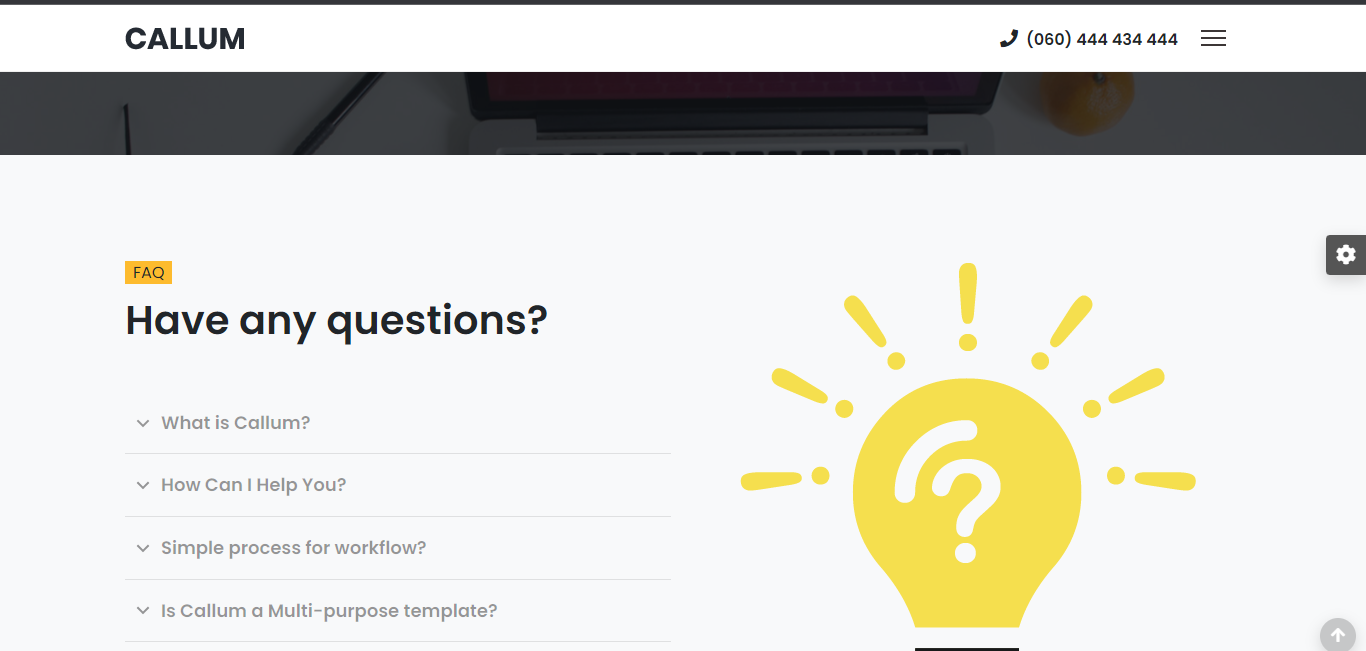 CALLUM
(060) 444 434 444
FAQ
Have any questions?
What is Callum?
How Can I Help You?
Simple process for workflow?
Is Callum a Multi-purpose template?
?